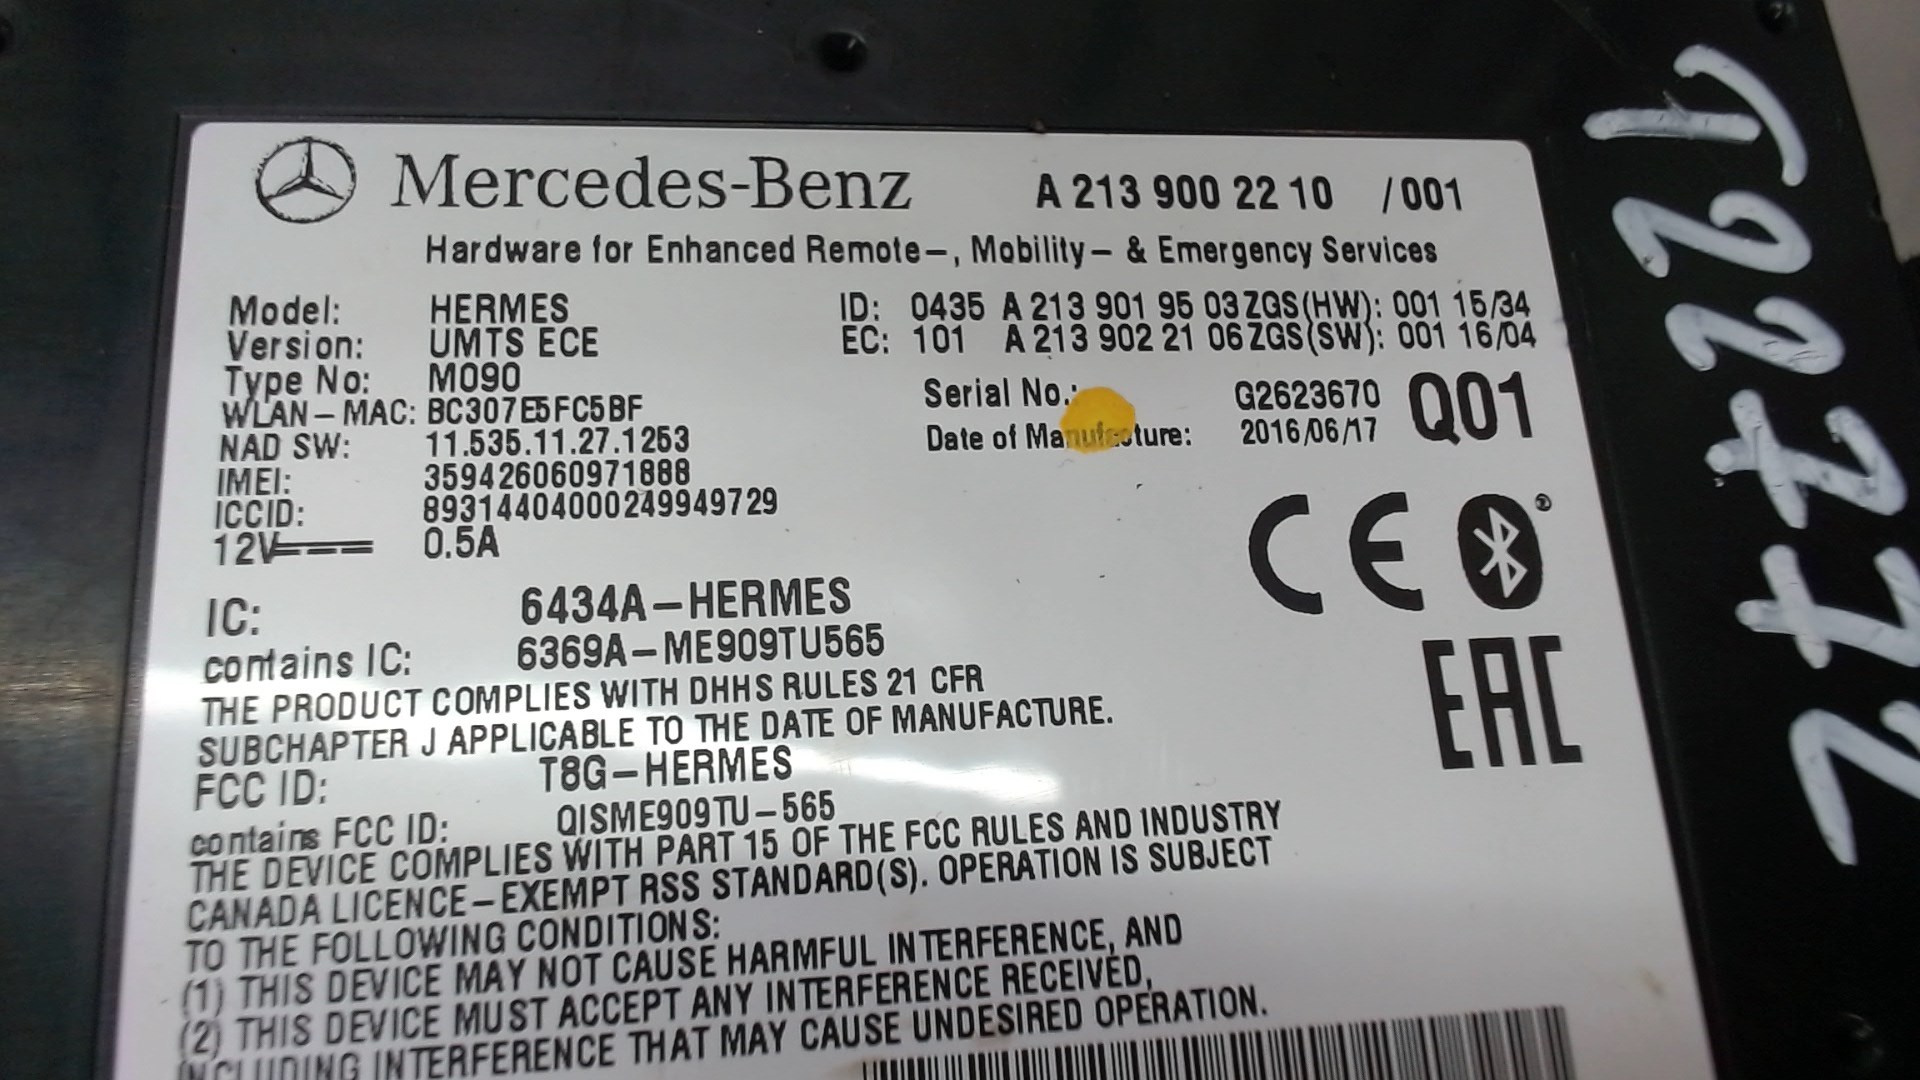 Mercedes-Benz A 213 900 22 10 /001
Hardware for Enhanced Remote-, Mobility- & Emergency Services
Model: HERMES ID: 0435 A 213 901 95 03 ZGS(HW): 001 15/34
Version: UMTS ECE EC: 101 A 213 902 21 06 ZGS(SW): 001 16/04
Type No: M090
WLAN-MAC: BC307E5FC5BF Serial No.: G2623670 Q01
NAD SW: 11.535.11.27.1253 Date of Manufacture: 2016/06/17
IMEI: 359426060971888
ICCID: 89314404000249949729
12V 0.5A
CE
IC: 6434A-HERMES
contains IC: 6369A-ME909TU565
EAC
THE PRODUCT COMPLIES WITH DHHS RULES 21 CFR
SUBCHAPTER J APPLICABLE TO THE DATE OF MANUFACTURE.
FCC ID: T8G-HERMES
contains FCC ID: QISME909TU-565
THE DEVICE COMPLIES WITH PART 15 OF THE FCC RULES AND INDUSTRY
CANADA LICENCE-EXEMPT RSS STANDARD(S). OPERATION IS SUBJECT
TO THE FOLLOWING CONDITIONS:
(1) THIS DEVICE MAY NOT CAUSE HARMFUL INTERFERENCE, AND
(2) THIS DEVICE MUST ACCEPT ANY INTERFERENCE RECEIVED,
INCLUDING INTERFERENCE THAT MAY CAUSE UNDESIRED OPERATION.